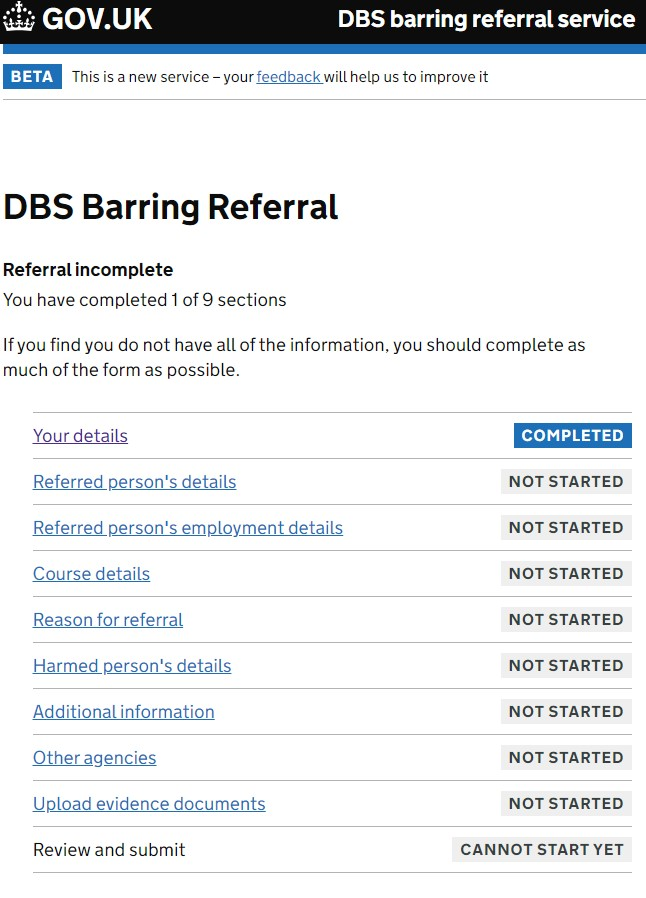 GOV.UK DBS barring referral service
BETA This is a new service – your feedback will help us to improve it
DBS Barring Referral
Referral incomplete
You have completed 1 of 9 sections
If you find you do not have all of the information, you should complete as
much of the form as possible.
Your details COMPLETED
Referred person's details NOT STARTED
Referred person's employment details NOT STARTED
Course details NOT STARTED
Reason for referral NOT STARTED
Harmed person's details NOT STARTED
Additional information NOT STARTED
Other agencies NOT STARTED
Upload evidence documents NOT STARTED
Review and submit CANNOT START YET